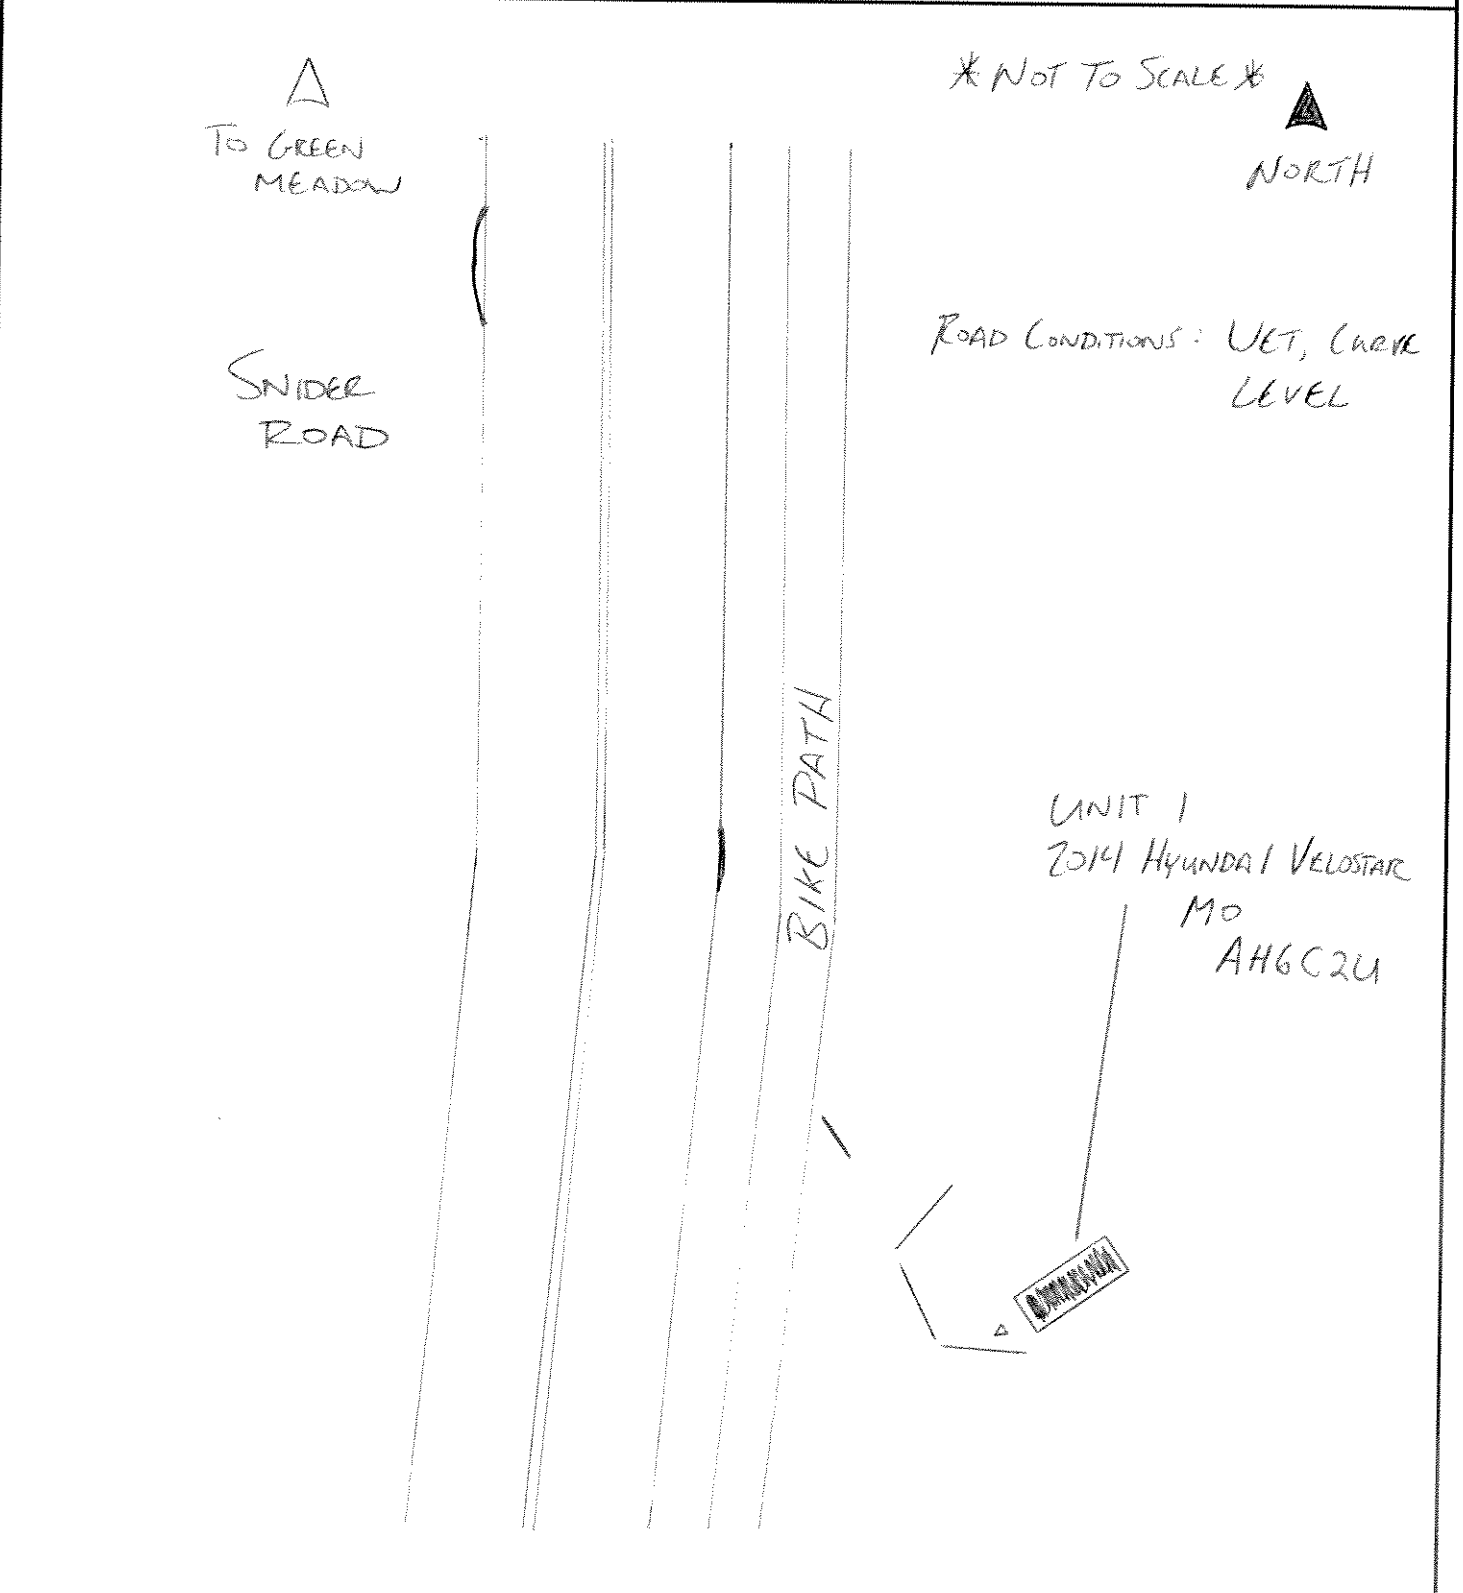 *NOT TO SCALE*
NORTH
TO GREEN
MEADOW
ROAD CONDITIONS: WET, CURVE
LEVEL
SNIDER
ROAD
BIKE PATH
UNIT 1
2014 HYUNDAI VELOSTAR
MO
AH6C2U